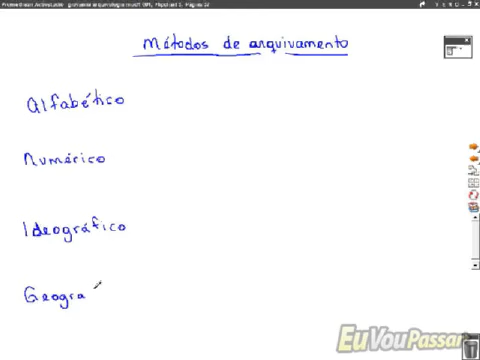 Métodos de arquivamento
Alfabético
Numérico
Ideográfico
Geogra
EuVouPassar